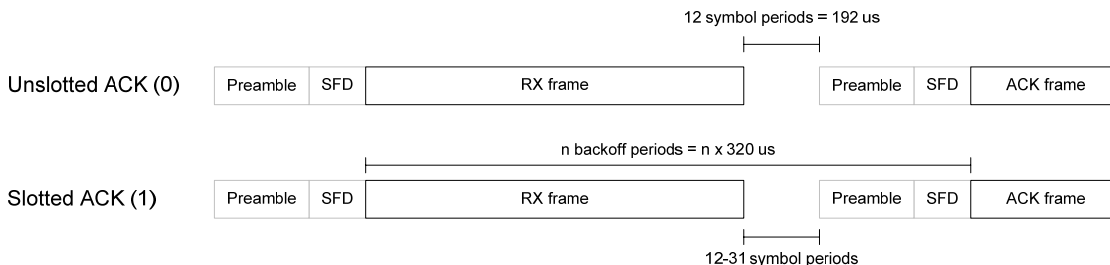 12 symbol periods = 192 us
Unslotted ACK (0)
Preamble SFD RX frame Preamble SFD ACK frame
n backoff periods = n x 320 us
Slotted ACK (1)
Preamble SFD RX frame Preamble SFD ACK frame
12-31 symbol periods